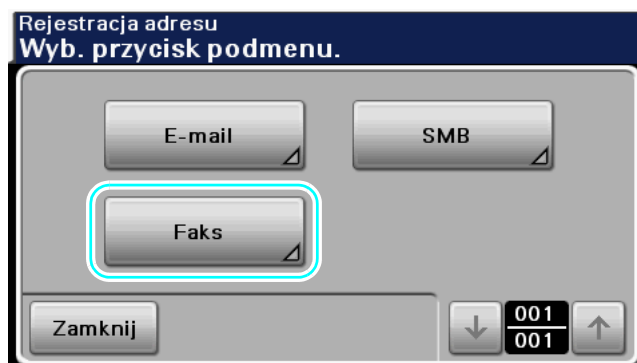 Rejestracja adresu
Wyb. przycisk podmenu.
E-mail
SMB
Faks
Zamknij
001
001